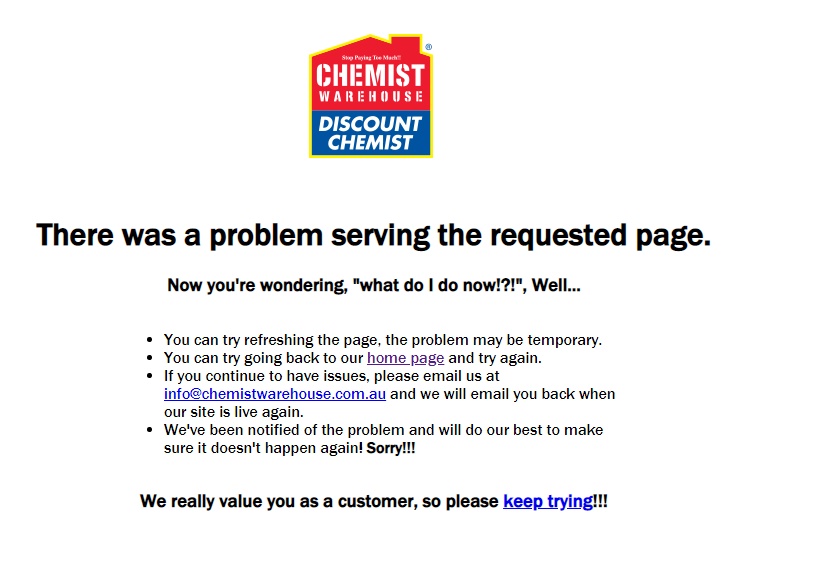 Stop Paying Too Much!!
®
CHEMIST
WAREHOUSE
DISCOUNT
CHEMIST
There was a problem serving the requested page.
Now you're wondering, "what do I do now!?!", Well...
• You can try refreshing the page, the problem may be temporary.
• You can try going back to our home page and try again.
• If you continue to have issues, please email us at
info@chemistwarehouse.com.au and we will email you back when
our site is live again.
• We've been notified of the problem and will do our best to make
sure it doesn't happen again! Sorry!!!
We really value you as a customer, so please keep trying!!!